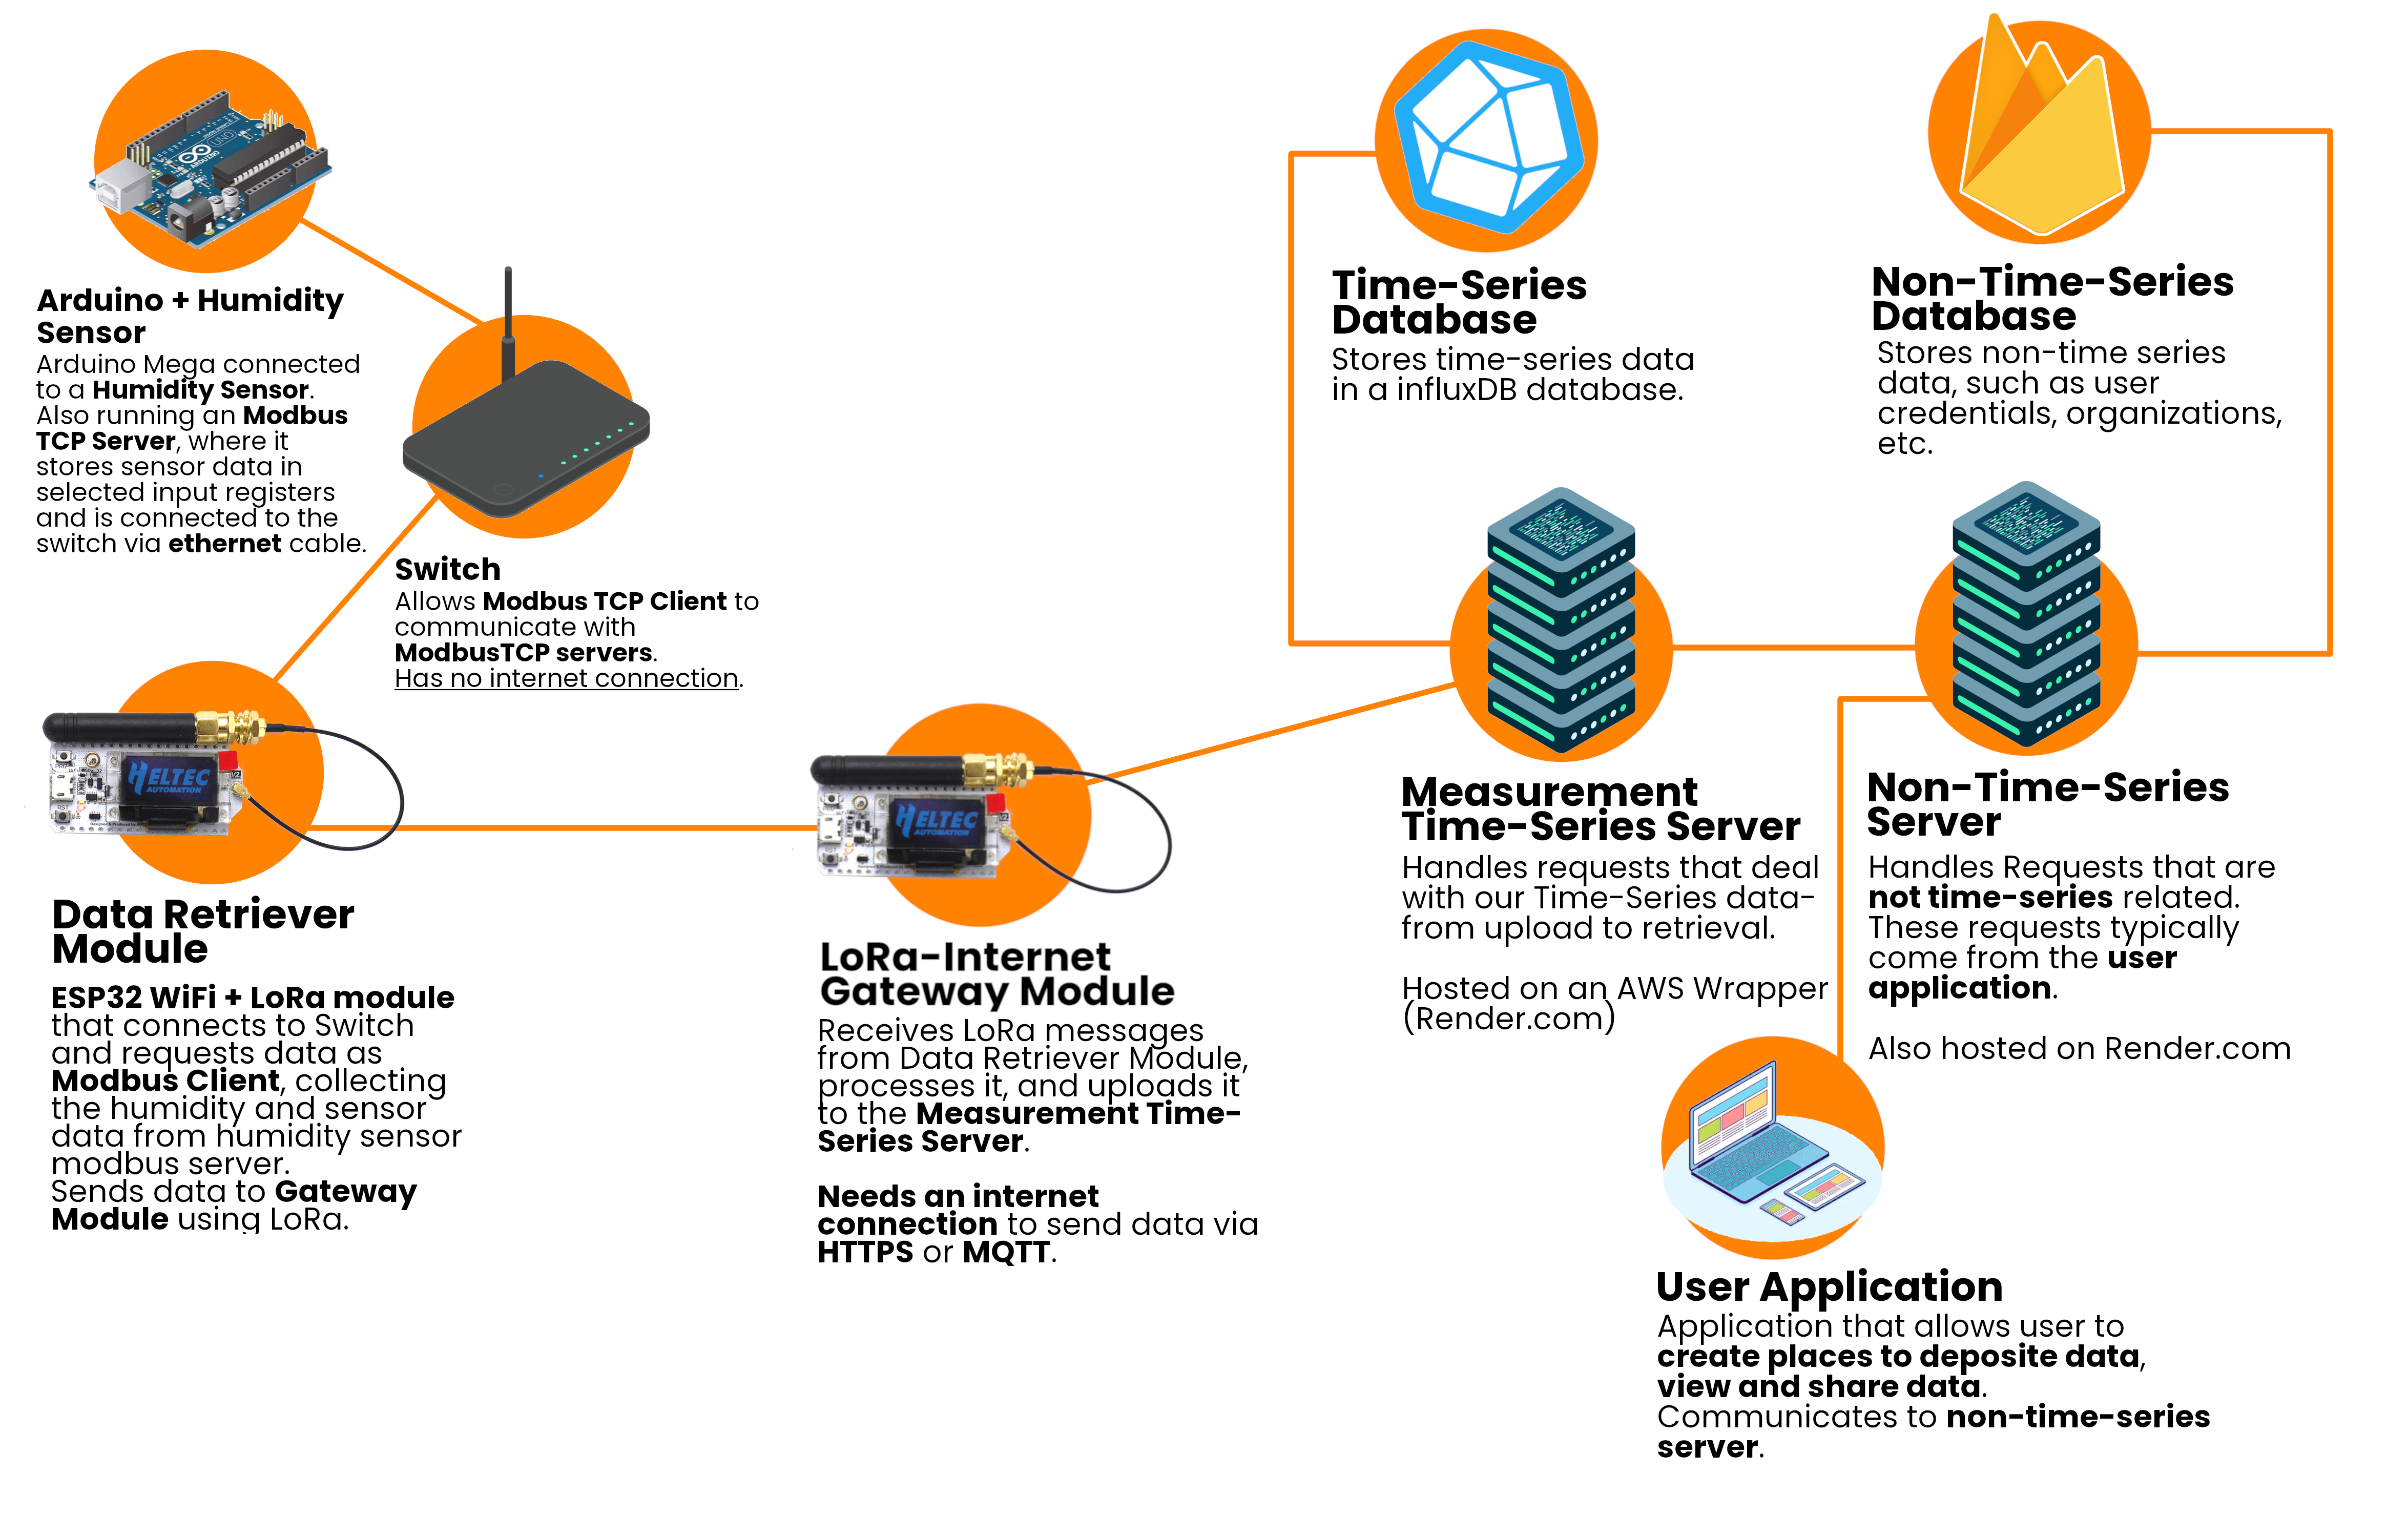 Arduino + Humidity
Sensor
Arduino Mega connected
to a Humidity Sensor.
Also running an Modbus
TCP Server, where it
stores sensor data in
selected input registers
and is connected to the
switch via ethernet cable.
Switch
Allows Modbus TCP Client to
communicate with
ModbusTCP servers.
Has no internet connection.
HELTEC
AUTOMATION
Data Retriever
Module
ESP32 WiFi + LoRa module
that connects to Switch
and requests data as
Modbus Client, collecting
the humidity and sensor
data from humidity sensor
modbus server.
Sends data to Gateway
Module using LoRa.
HELTEC
AUTOMATION
LoRa-Internet
Gateway Module
Receives LoRa messages
from Data Retriever Module,
processes it, and uploads it
to the Measurement Time-
Series Server.
Needs an internet
connection to send data via
HTTPS or MQTT.
Time-Series
Database
Stores time-series data
in a influxDB database.
Non-Time-Series
Database
Stores non-time series
data, such as user
credentials, organizations,
etc.
Measurement
Time-Series Server
Handles requests that deal
with our Time-Series data-
from upload to retrieval.
Hosted on an AWS Wrapper
(Render.com)
Non-Time-Series
Server
Handles Requests that are
not time-series related.
These requests typically
come from the user
application.
Also hosted on Render.com
User Application
Application that allows user to
create places to deposite data,
view and share data.
Communicates to non-time-series
server.